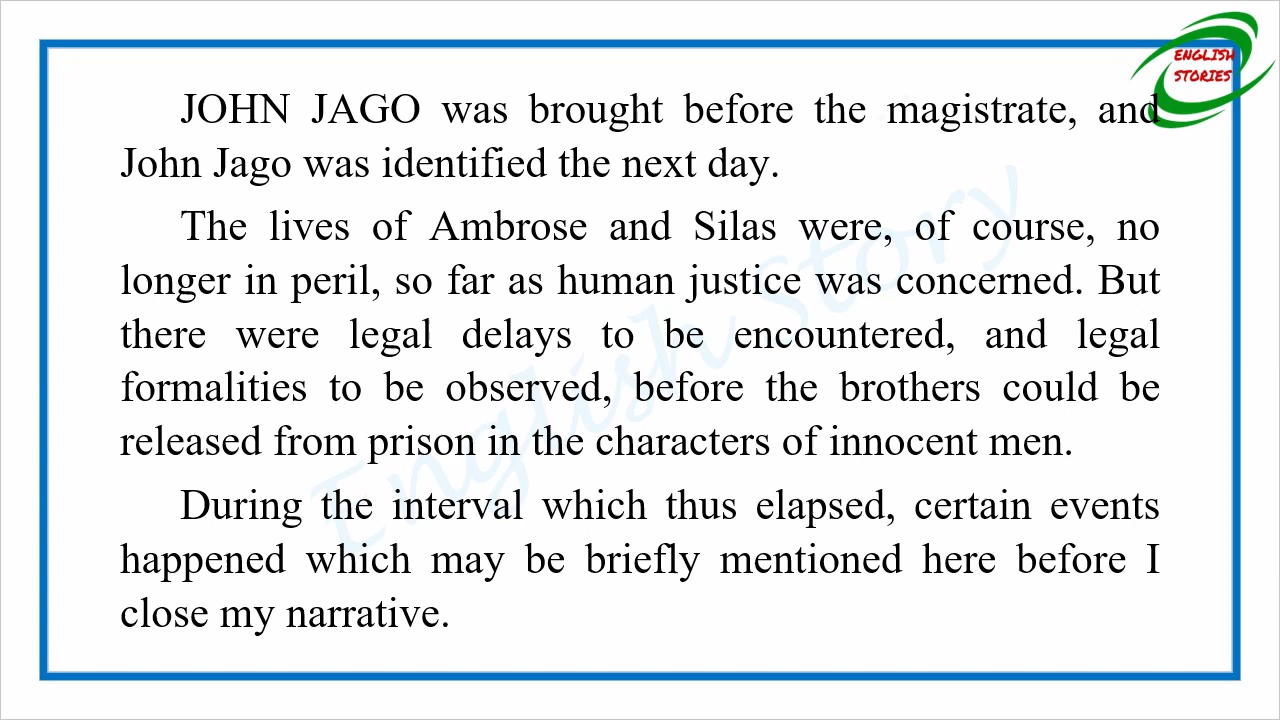 ENGLISH
STORIES
JOHN JAGO was brought before the magistrate, and
John Jago was identified the next day.
The lives of Ambrose and Silas were, of course, no
longer in peril, so far as human justice was concerned. But
there were legal delays to be encountered, and legal
formalities to be observed, before the brothers could be
released from prison in the characters of innocent men.
During the interval which thus elapsed, certain events
happened which may be briefly mentioned here before I
close my narrative.
English Story